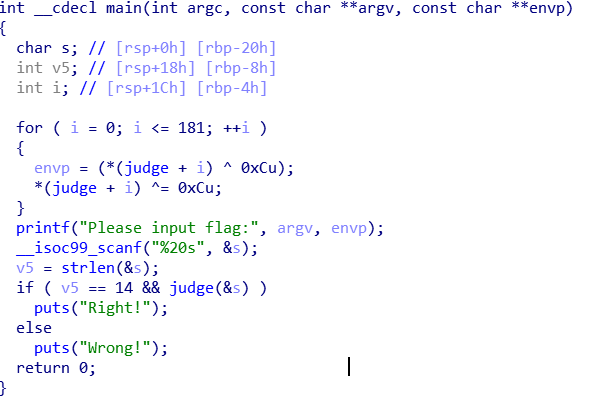 int __cdecl main(int argc, const char **argv, const char **envp)
{
  char s; // [rsp+0h] [rbp-20h]
  int v5; // [rsp+18h] [rbp-8h]
  int i; // [rsp+1Ch] [rbp-4h]

  for ( i = 0; i <= 181; ++i )
  {
    envp = (*(judge + i) ^ 0xCu);
    *(judge + i) ^= 0xCu;
  }
  printf("Please input flag:", argv, envp);
  __isoc99_scanf("%20s", &s);
  v5 = strlen(&s);
  if ( v5 == 14 && judge(&s) )
    puts("Right!");
  else
    puts("Wrong!");
  return 0;
}